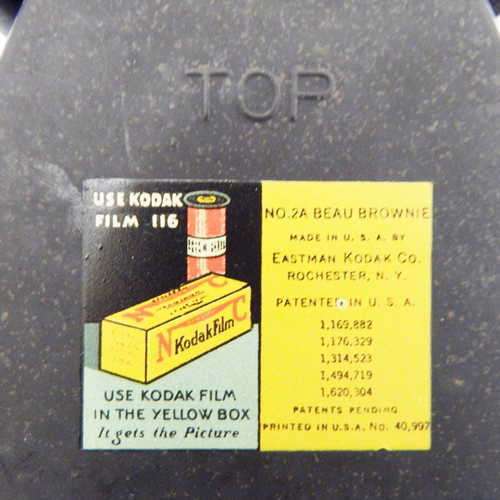 TOP
USE KODAK
FILM 116
N KodakFilm C
USE KODAK FILM
IN THE YELLOW BOX
It gets the Picture
NO.2A BEAU BROWNIE
MADE IN U. S. A. BY
EASTMAN KODAK CO.
ROCHESTER, N. Y.
PATENTED IN U. S. A.
1,169,882
1,176,329
1,314,523
1,494,719
1,620,304
PATENTS PENDING
PRINTED IN U.S.A. No. 40,997